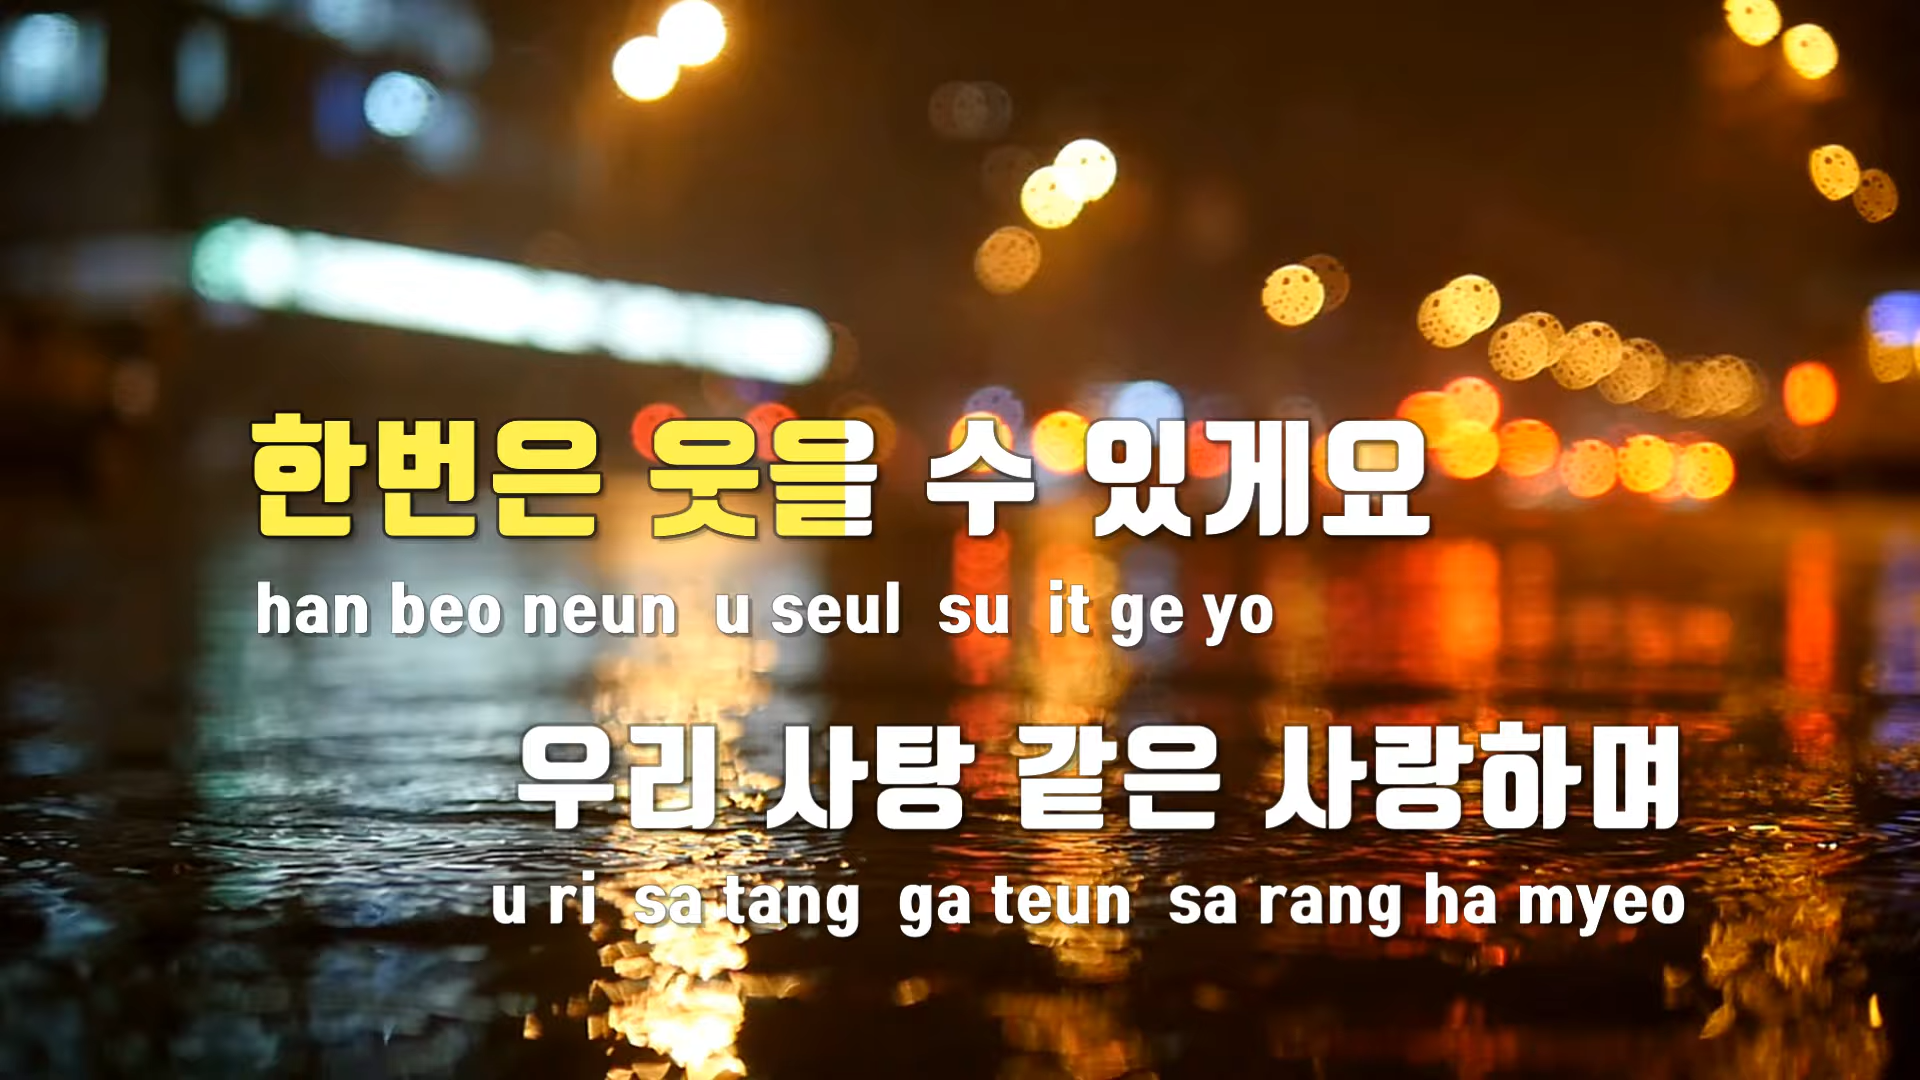 한번은 웃을 수 있게요
han beo neun u seul su it ge yo
우리 사탕 같은 사랑하며
u ri sa tang ga teun sa rang ha myeo